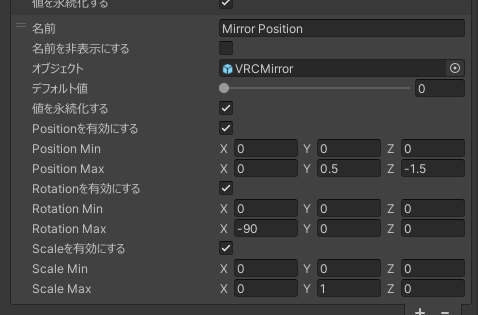 値を永続化する
名前 Mirror Position
名前を非表示にする
オブジェクト VRCMirror
デフォルト値 0
値を永続化する
Positionを有効にする
Position Min X 0 Y 0 Z 0
Position Max X 0 Y 0.5 Z -1.5
Rotationを有効にする
Rotation Min X 0 Y 0 Z 0
Rotation Max X -90 Y 0 Z 0
Scaleを有効にする
Scale Min X 0 Y 0 Z 0
Scale Max X 0 Y 1 Z 0